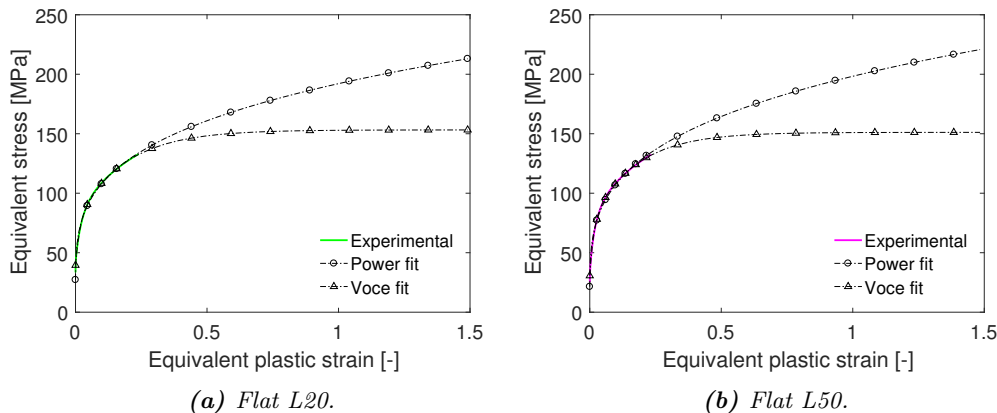 250
200
150
100
50
0
Equivalent stress [MPa]
Experimental
Power fit
Voce fit
0
0.5
1
1.5
Equivalent plastic strain [-]
(a) Flat L20.
250
200
150
100
50
0
Equivalent stress [MPa]
Experimental
Power fit
Voce fit
0
0.5
1
1.5
Equivalent plastic strain [-]
(b) Flat L50.